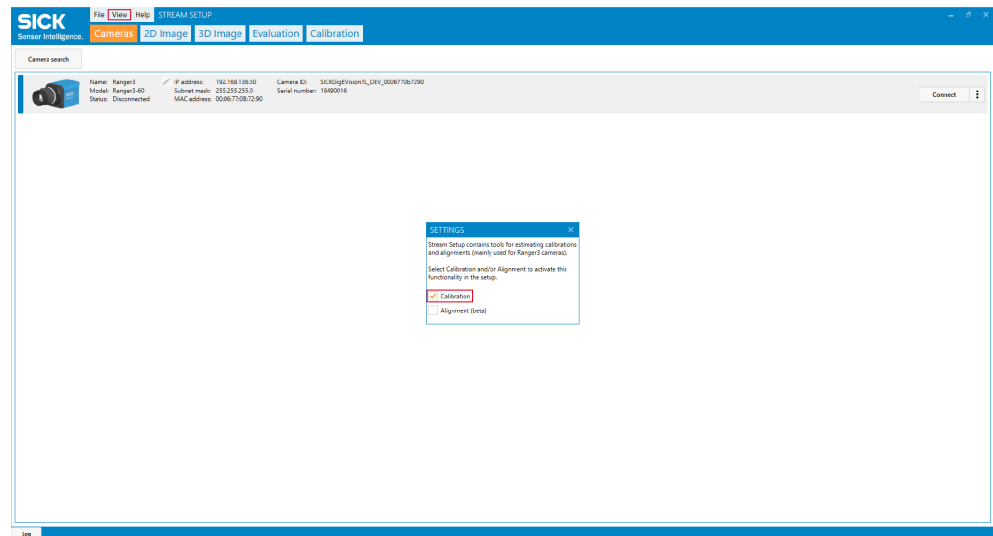 SICK
Sensor Intelligence.
File View Help STREAM SETUP
Cameras 2D Image 3D Image Evaluation Calibration
Camera search
Name: Ranger3
Model: Ranger3-60
Status: Disconnected
IP address: 192.168.136.50
Subnet mask: 255.255.255.0
MAC address: 00:06:77:0B:72:90
Camera ID: SICKGigEVisionTL_DEV_0006770b7290
Serial number: 18490016
Connect
SETTINGS
Stream Setup contains tools for estimating calibrations
and alignments (mainly used for Ranger3 cameras).
Select Calibration and/or Alignment to activate this
functionality in the setup.
Calibration
Alignment (beta)
Log